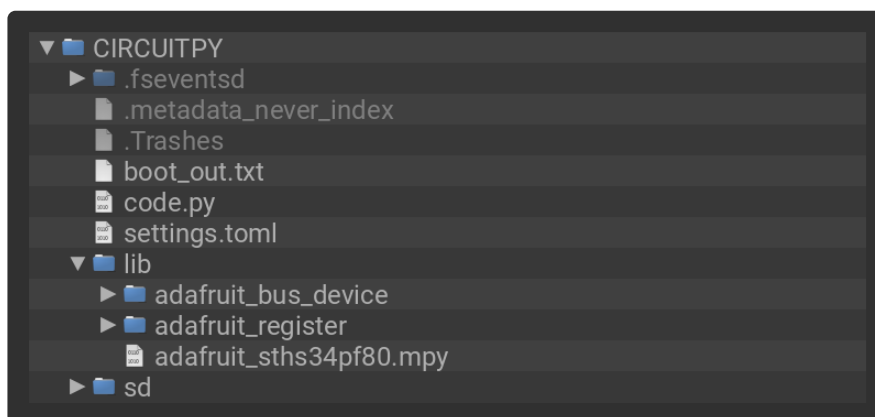 CIRCUITPY
.fseventsd
.metadata_never_index
.Trashes
boot_out.txt
code.py
settings.toml
lib
adafruit_bus_device
adafruit_register
adafruit_sths34pf80.mpy
sd